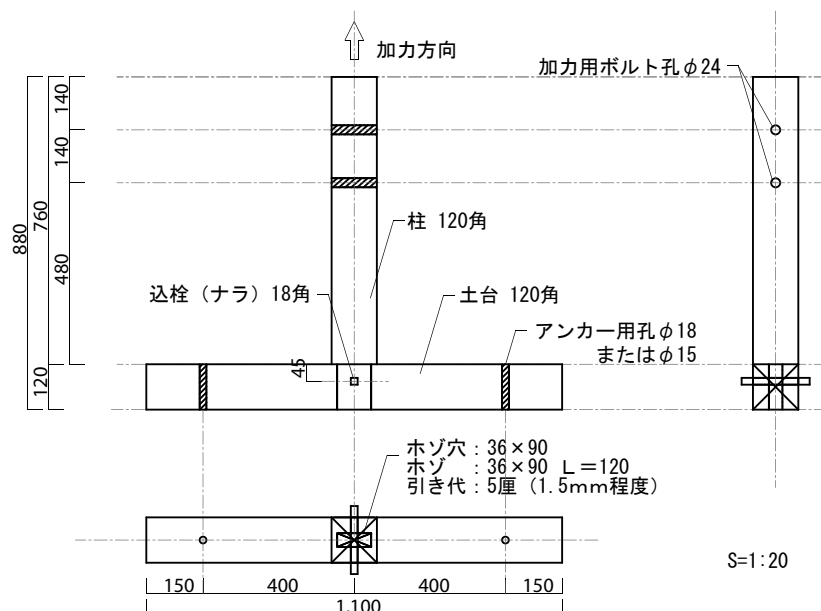 加力方向
加力用ボルト孔φ24
140
140
760
880
480
120
柱 120角
込栓（ナラ）18角
土台 120角
アンカー用孔φ18
またはφ15
45
ホゾ穴：36×90
ホゾ　：36×90 L＝120
引き代：5厘（1.5mm程度）
S=1:20
150
400
400
150
1,100